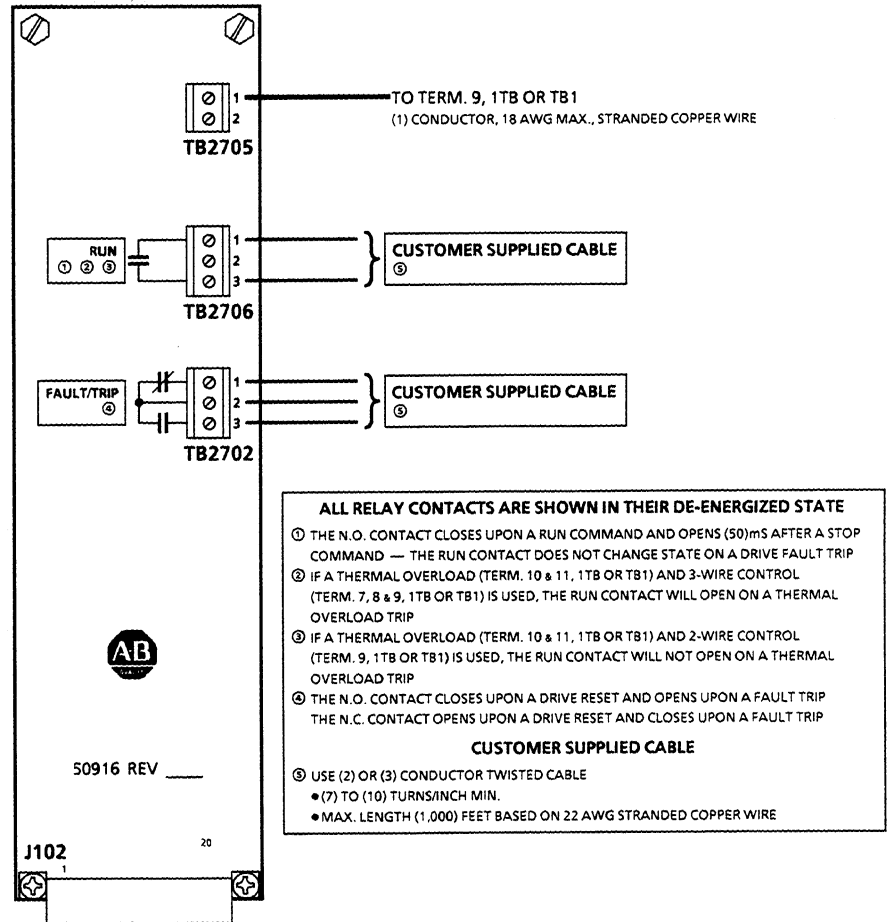 1 TO TERM. 9, 1TB OR TB1
2 (1) CONDUCTOR, 18 AWG MAX., STRANDED COPPER WIRE
TB2705
RUN
① ② ③
1
2
3
CUSTOMER SUPPLIED CABLE
⑤
TB2706
FAULT/TRIP
④
1
2
3
CUSTOMER SUPPLIED CABLE
⑤
TB2702
ALL RELAY CONTACTS ARE SHOWN IN THEIR DE-ENERGIZED STATE
① THE N.O. CONTACT CLOSES UPON A RUN COMMAND AND OPENS (50)mS AFTER A STOP
COMMAND — THE RUN CONTACT DOES NOT CHANGE STATE ON A DRIVE FAULT TRIP
② IF A THERMAL OVERLOAD (TERM. 10 & 11, 1TB OR TB1) AND 3-WIRE CONTROL
(TERM. 7, 8 & 9, 1TB OR TB1) IS USED, THE RUN CONTACT WILL OPEN ON A THERMAL
OVERLOAD TRIP
③ IF A THERMAL OVERLOAD (TERM. 10 & 11, 1TB OR TB1) AND 2-WIRE CONTROL
(TERM. 9, 1TB OR TB1) IS USED, THE RUN CONTACT WILL NOT OPEN ON A THERMAL
OVERLOAD TRIP
④ THE N.O. CONTACT CLOSES UPON A DRIVE RESET AND OPENS UPON A FAULT TRIP
THE N.C. CONTACT OPENS UPON A DRIVE RESET AND CLOSES UPON A FAULT TRIP
CUSTOMER SUPPLIED CABLE
⑤ USE (2) OR (3) CONDUCTOR TWISTED CABLE
● (7) TO (10) TURNS/INCH MIN.
● MAX. LENGTH (1,000) FEET BASED ON 22 AWG STRANDED COPPER WIRE
AB
50916 REV ____
J102
20
1